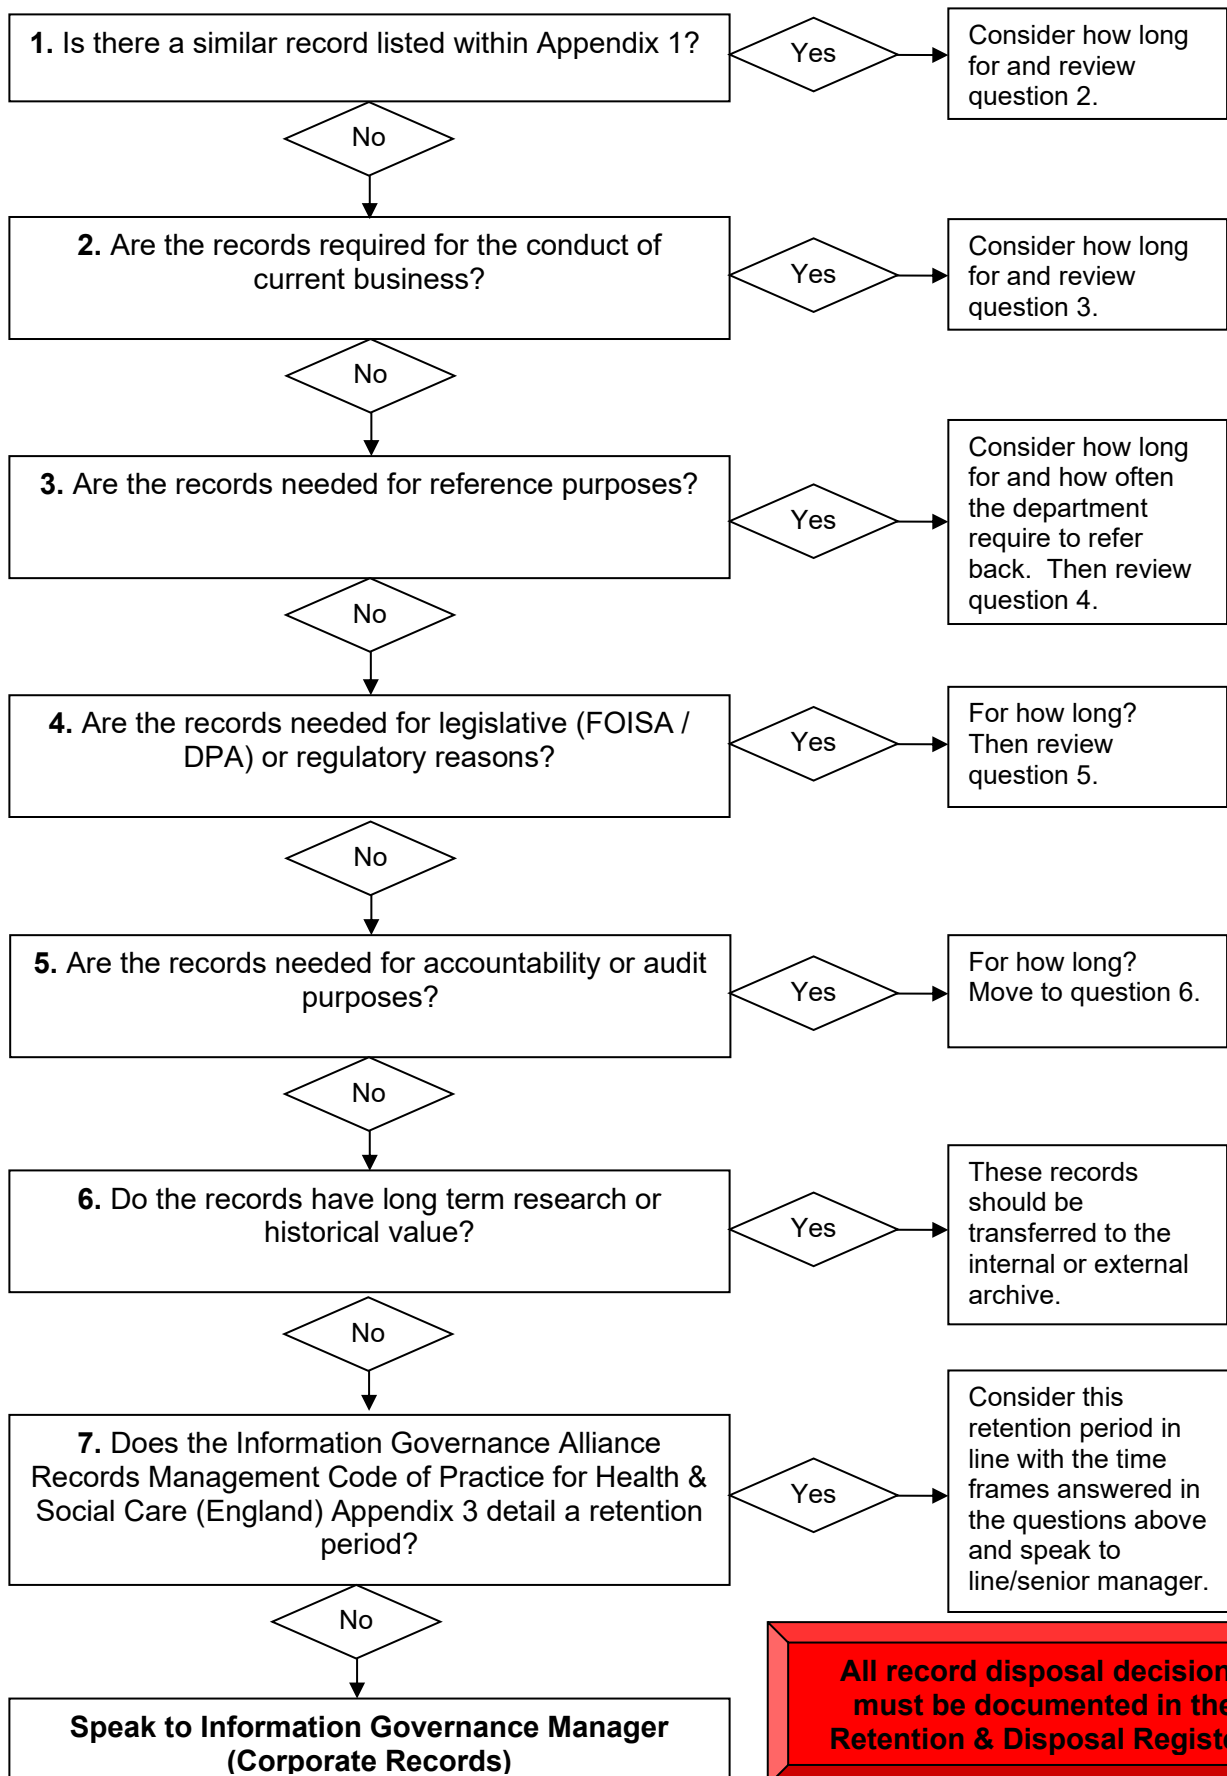 1. Is there a similar record listed within Appendix 1?
Yes
Consider how long
for and review
question 2.
No
2. Are the records required for the conduct of
current business?
Yes
Consider how long
for and review
question 3.
No
3. Are the records needed for reference purposes?
Yes
Consider how long
for and how often
the department
require to refer
back. Then review
question 4.
No
4. Are the records needed for legislative (FOISA /
DPA) or regulatory reasons?
Yes
For how long?
Then review
question 5.
No
5. Are the records needed for accountability or audit
purposes?
Yes
For how long?
Move to question 6.
No
6. Do the records have long term research or
historical value?
Yes
These records
should be
transferred to the
internal or external
archive.
No
7. Does the Information Governance Alliance
Records Management Code of Practice for Health &
Social Care (England) Appendix 3 detail a retention
period?
Yes
Consider this
retention period in
line with the time
frames answered in
the questions above
and speak to
line/senior manager.
No
Speak to Information Governance Manager
(Corporate Records)
All record disposal decision
must be documented in the
Retention & Disposal Registe